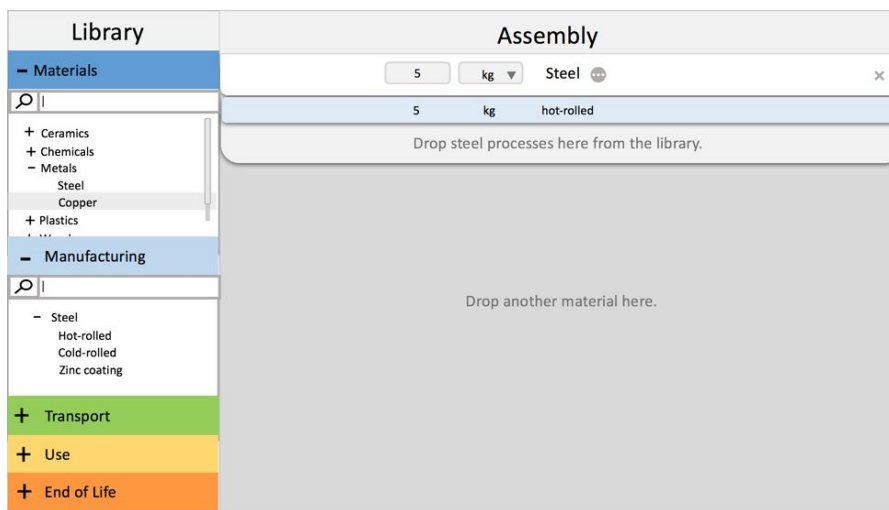 Library
Materials
Ceramics
Chemicals
Metals
Steel
Copper
Plastics
Manufacturing
Steel
Hot-rolled
Cold-rolled
Zinc coating
Transport
Use
End of Life
Assembly
5 kg Steel
5 kg hot-rolled
Drop steel processes here from the library.
Drop another material here.